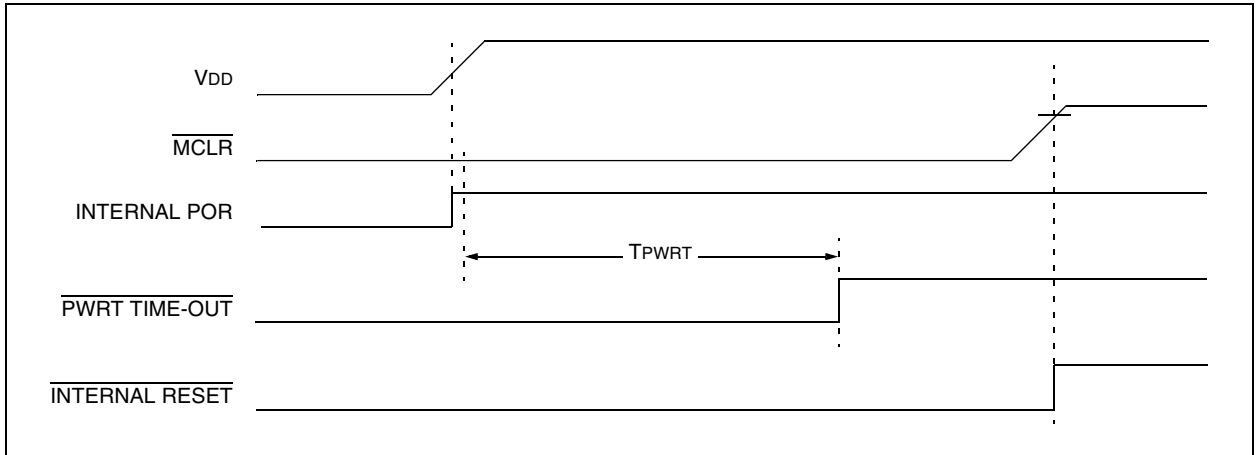 VDD
MCLR
INTERNAL POR
TPWRT
PWRT TIME-OUT
INTERNAL RESET